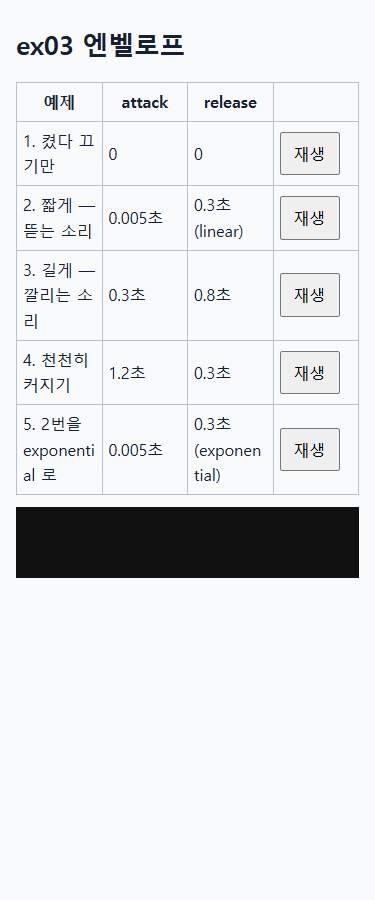 ex03 엔벨로프
예제 attack release
1. 켰다 끄
기만
0 0 재생
2. 짧게 —
뜯는 소리
0.005초
0.3초
(linear)
재생
3. 길게 —
깔리는 소
리
0.3초 0.8초 재생
4. 천천히
커지기
1.2초 0.3초 재생
5. 2번을
exponenti
al 로
0.005초
0.3초
(exponen
tial)
재생